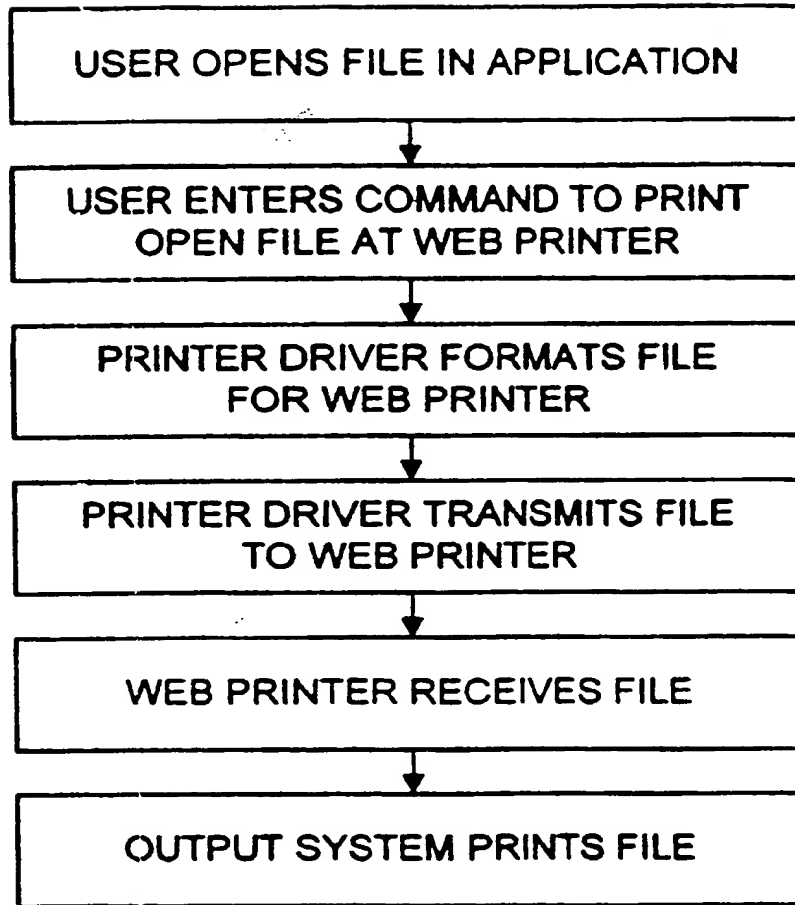 USER OPENS FILE IN APPLICATION
USER ENTERS COMMAND TO PRINT
OPEN FILE AT WEB PRINTER
PRINTER DRIVER FORMATS FILE
FOR WEB PRINTER
PRINTER DRIVER TRANSMITS FILE
TO WEB PRINTER
WEB PRINTER RECEIVES FILE
OUTPUT SYSTEM PRINTS FILE